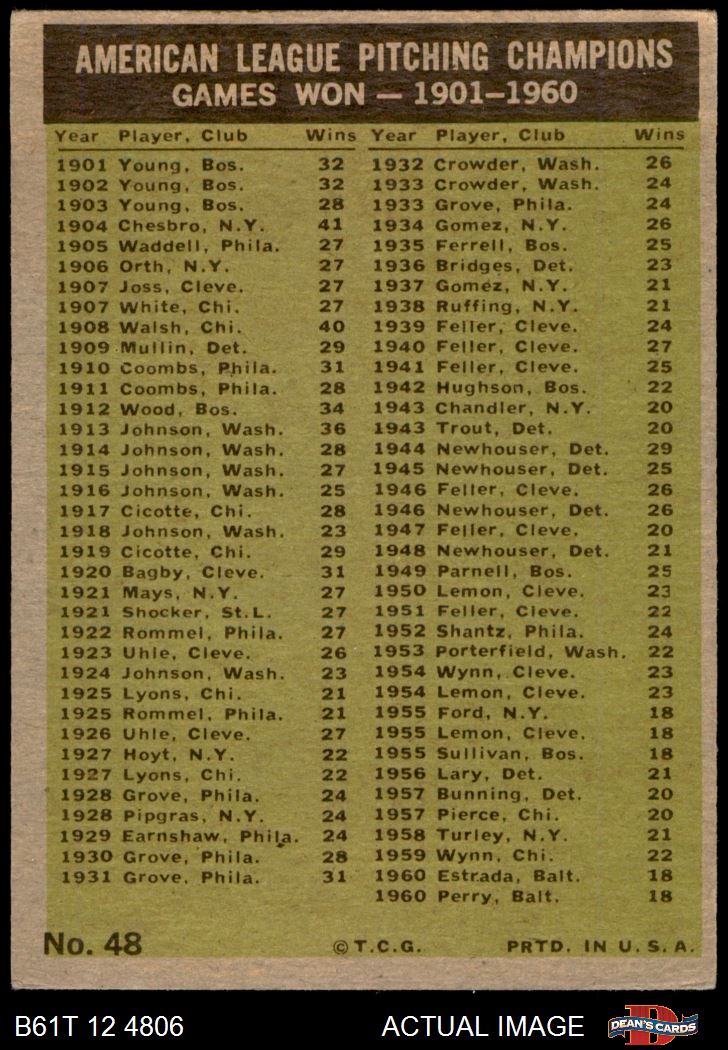 AMERICAN LEAGUE PITCHING CHAMPIONS
GAMES WON — 1901–1960
Year Player, Club Wins
1901 Young, Bos. 32
1902 Young, Bos. 32
1903 Young, Bos. 28
1904 Chesbro, N.Y. 41
1905 Waddell, Phila. 27
1906 Orth, N.Y. 27
1907 Joss, Cleve. 27
1907 White, Chi. 27
1908 Walsh, Chi. 40
1909 Mullin, Det. 29
1910 Coombs, Phila. 31
1911 Coombs, Phila. 28
1912 Wood, Bos. 34
1913 Johnson, Wash. 36
1914 Johnson, Wash. 28
1915 Johnson, Wash. 27
1916 Johnson, Wash. 25
1917 Cicotte, Chi. 28
1918 Johnson, Wash. 23
1919 Cicotte, Chi. 29
1920 Bagby, Cleve. 31
1921 Mays, N.Y. 27
1921 Shocker, St.L. 27
1922 Rommel, Phila. 27
1923 Uhle, Cleve. 26
1924 Johnson, Wash. 23
1925 Lyons, Chi. 21
1925 Rommel, Phila. 21
1926 Uhle, Cleve. 27
1927 Hoyt, N.Y. 22
1927 Lyons, Chi. 22
1928 Grove, Phila. 24
1928 Pipgras, N.Y. 24
1929 Earnshaw, Phila. 24
1930 Grove, Phila. 28
1931 Grove, Phila. 31
Year Player, Club Wins
1932 Crowder, Wash. 26
1933 Crowder, Wash. 24
1933 Grove, Phila. 24
1934 Gomez, N.Y. 26
1935 Ferrell, Bos. 25
1936 Bridges, Det. 23
1937 Gomez, N.Y. 21
1938 Ruffing, N.Y. 21
1939 Feller, Cleve. 24
1940 Feller, Cleve. 27
1941 Feller, Cleve. 25
1942 Hughson, Bos. 22
1943 Chandler, N.Y. 20
1943 Trout, Det. 20
1944 Newhouser, Det. 29
1945 Newhouser, Det. 25
1946 Feller, Cleve. 26
1946 Newhouser, Det. 26
1947 Feller, Cleve. 20
1948 Newhouser, Det. 21
1949 Parnell, Bos. 25
1950 Lemon, Cleve. 23
1951 Feller, Cleve. 22
1952 Shantz, Phila. 24
1953 Porterfield, Wash. 22
1954 Wynn, Cleve. 23
1954 Lemon, Cleve. 23
1955 Ford, N.Y. 18
1955 Lemon, Cleve. 18
1955 Sullivan, Bos. 18
1956 Lary, Det. 21
1957 Bunning, Det. 20
1957 Pierce, Chi. 20
1958 Turley, N.Y. 21
1959 Wynn, Chi. 22
1960 Estrada, Balt. 18
1960 Perry, Balt. 18
No. 48 © T.C.G. PRTD. IN U.S.A.
B61T 12 4806 ACTUAL IMAGE DEAN'S CARDS